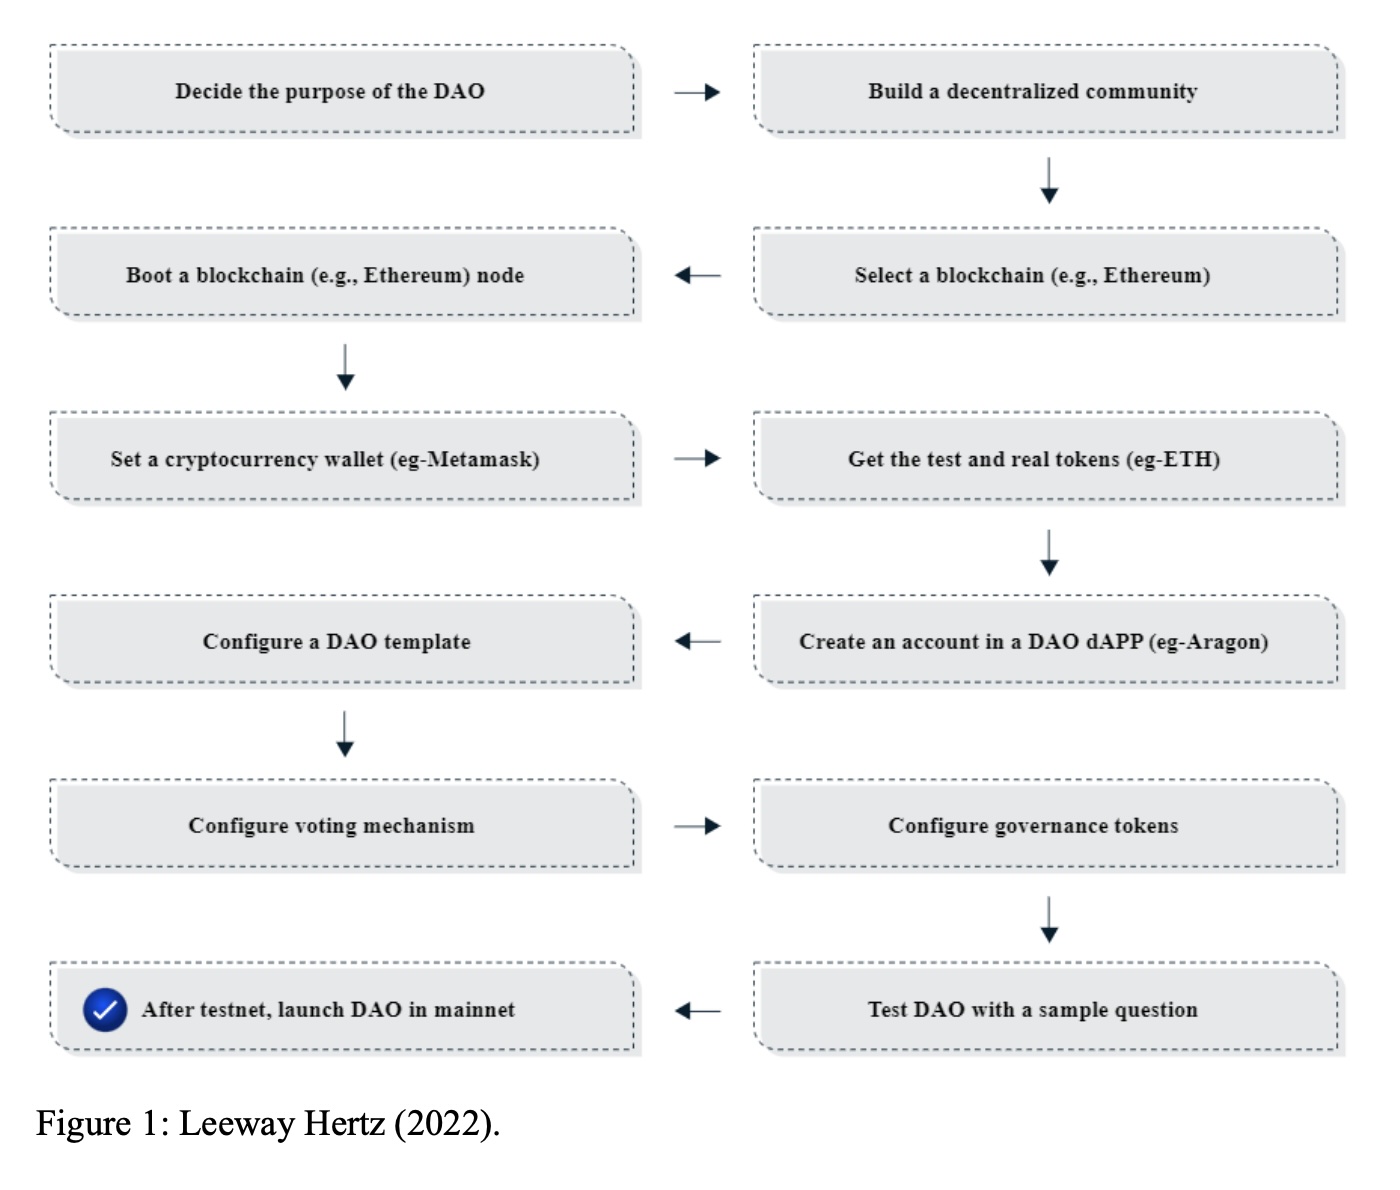 Decide the purpose of the DAO
Build a decentralized community
Select a blockchain (e.g., Ethereum)
Boot a blockchain (e.g., Ethereum) node
Set a cryptocurrency wallet (eg-Metamask)
Get the test and real tokens (eg-ETH)
Create an account in a DAO dAPP (eg-Aragon)
Configure a DAO template
Configure voting mechanism
Configure governance tokens
Test DAO with a sample question
After testnet, launch DAO in mainnet
Figure 1: Leeway Hertz (2022).